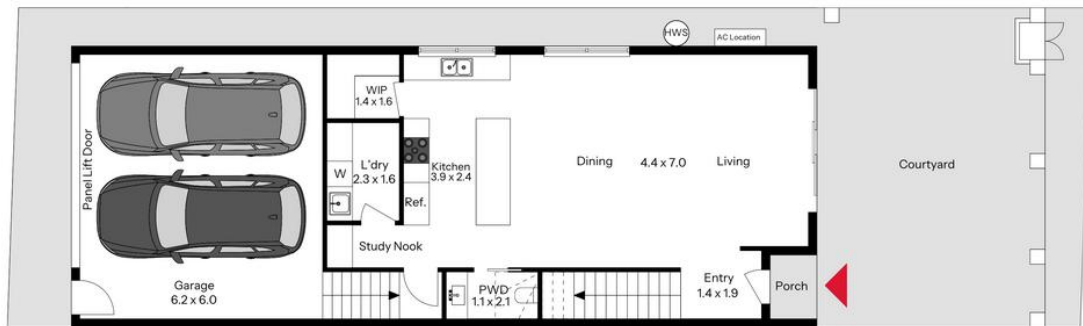 HWS
AC Location
WIP
1.4 x 1.6
Panel Lift Door
W
L'dry
2.3 x 1.6
Kitchen
3.9 x 2.4
Ref.
Dining 4.4 x 7.0 Living
Courtyard
Study Nook
Garage
6.2 x 6.0
PWD
1.1 x 2.1
Entry
1.4 x 1.9
Porch